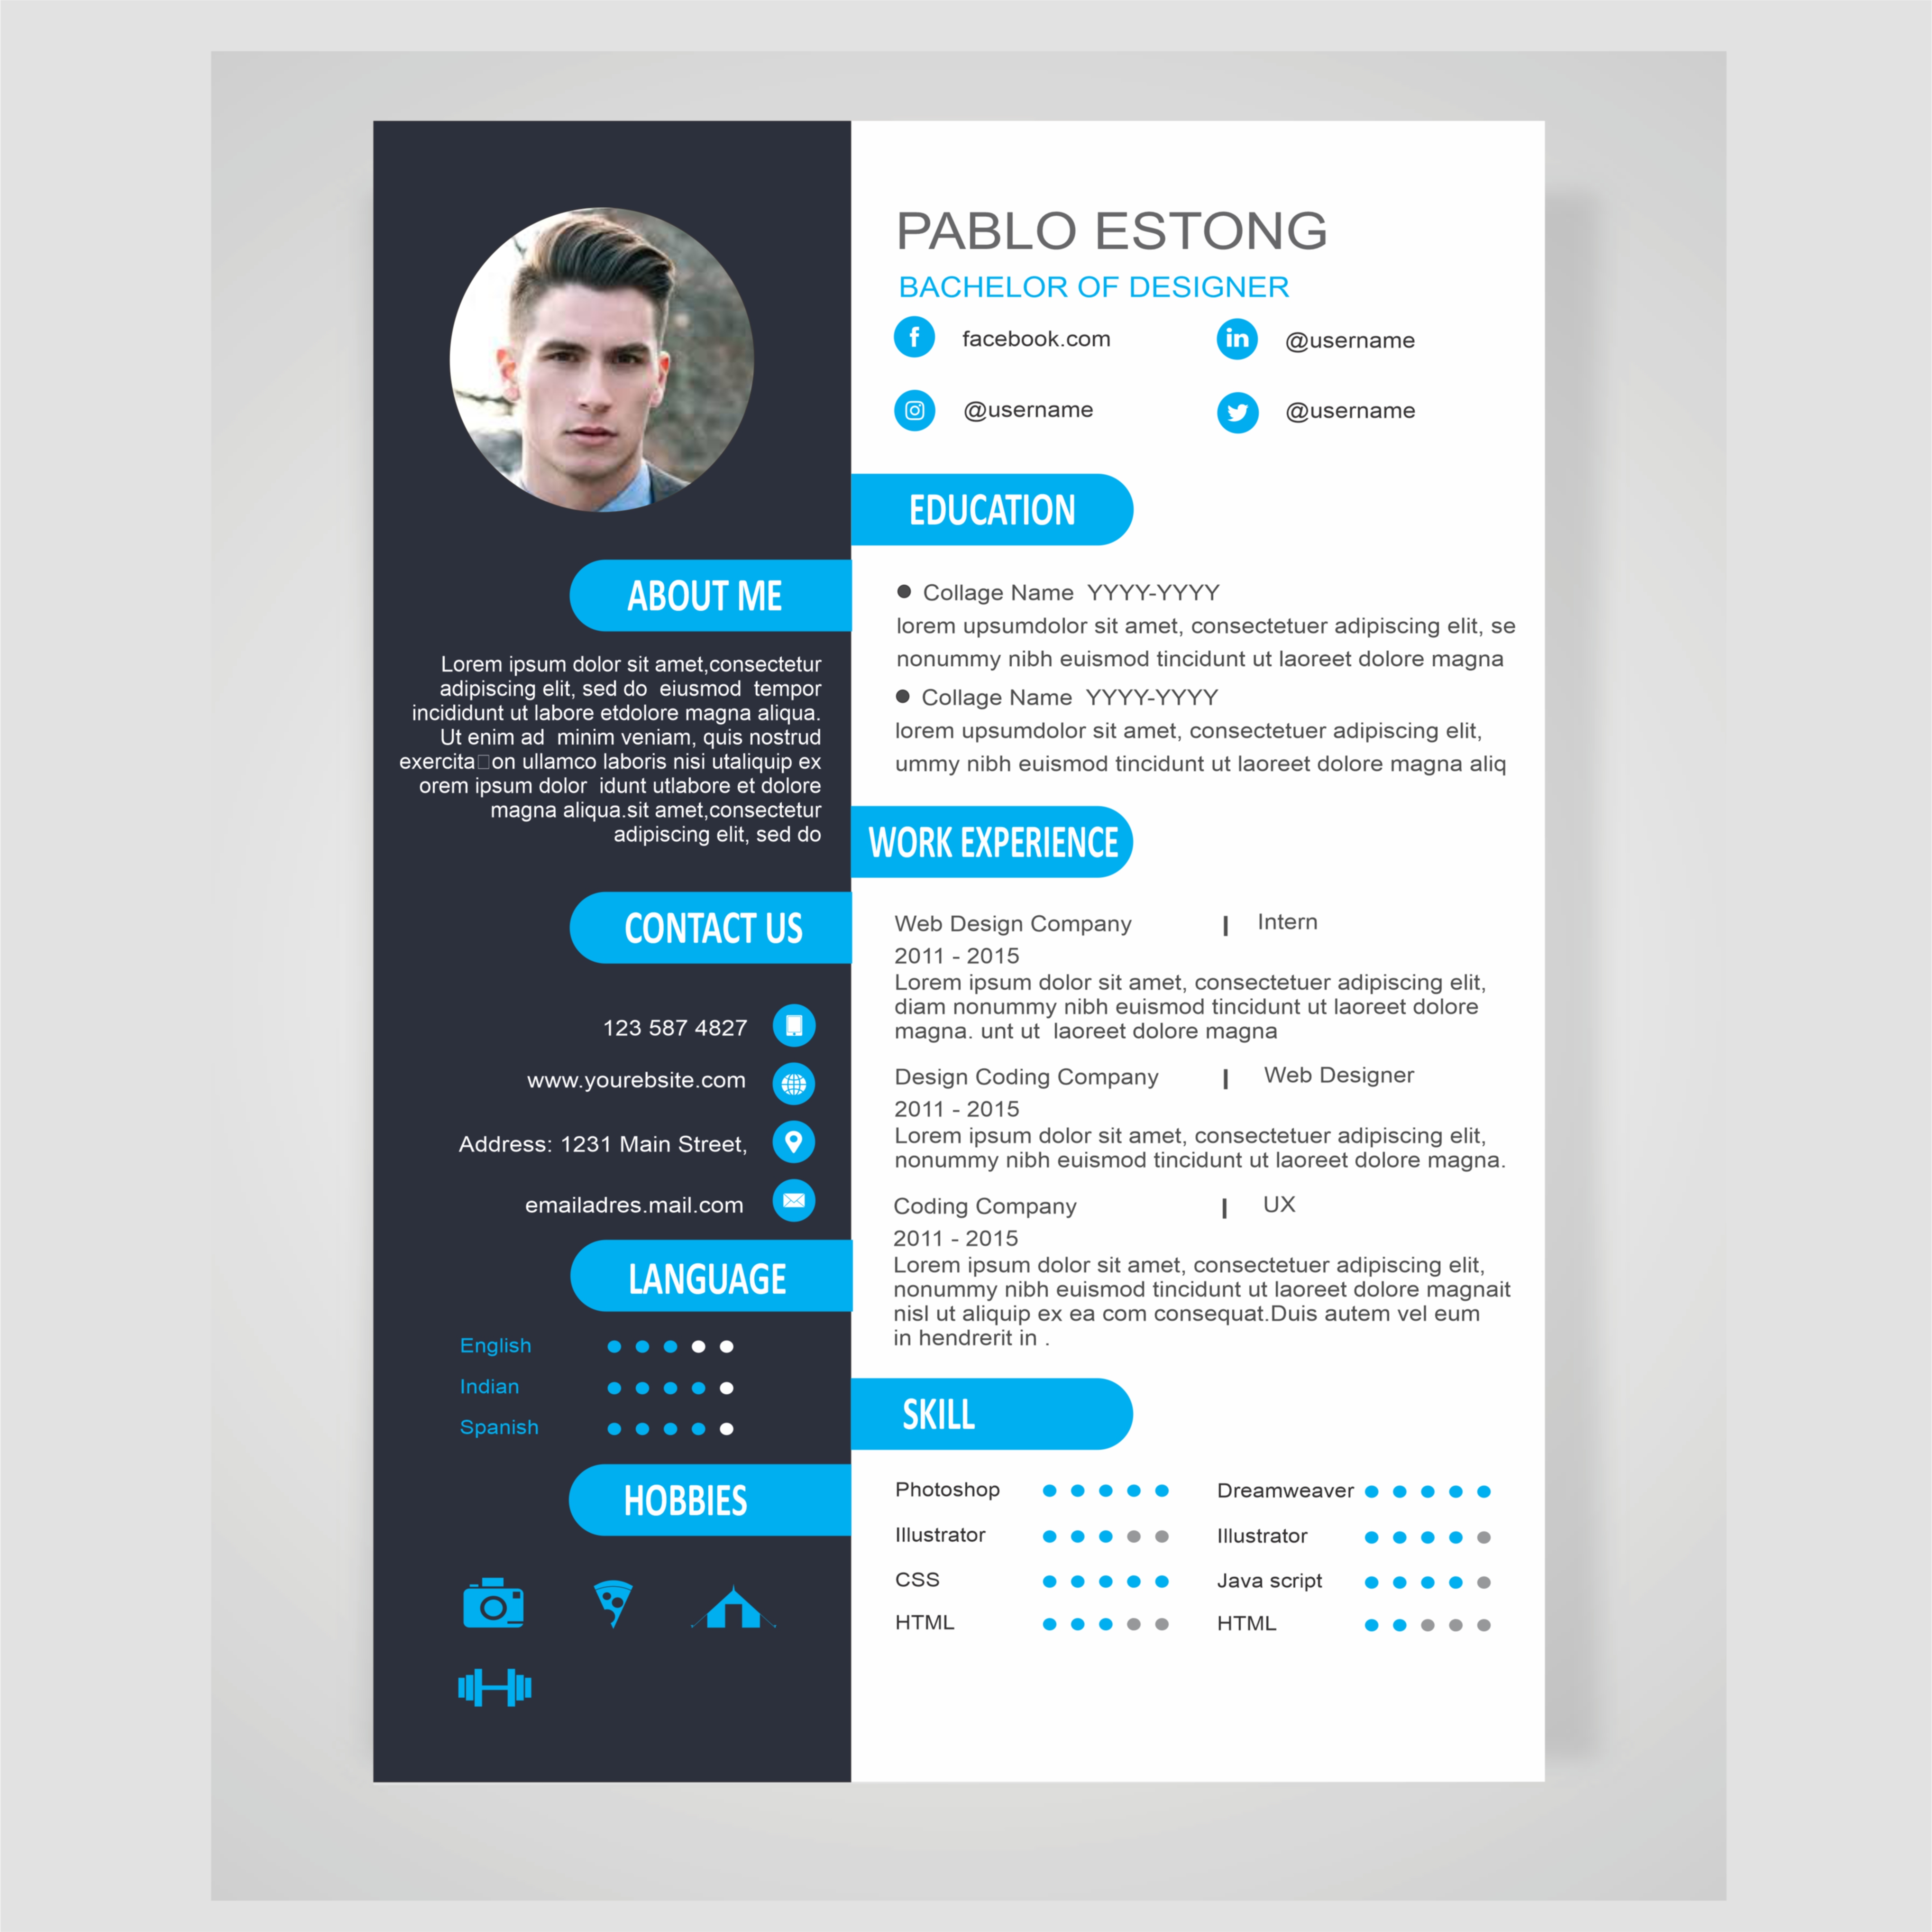 PABLO ESTONG
BACHELOR OF DESIGNER
f facebook.com
in @username
@username
@username
ABOUT ME
Lorem ipsum dolor sit amet,consectetur
adipiscing elit, sed do eiusmod tempor
incididunt ut labore etdolore magna aliqua.
Ut enim ad minim veniam, quis nostrud
exercita□on ullamco laboris nisi utaliquip ex
orem ipsum dolor idunt utlabore et dolore
magna aliqua.sit amet,consectetur
adipiscing elit, sed do
CONTACT US
123 587 4827
www.yourebsite.com
Address: 1231 Main Street,
emailadres.mail.com
LANGUAGE
English
Indian
Spanish
HOBBIES
EDUCATION
Collage Name YYYY-YYYY
lorem upsumdolor sit amet, consectetuer adipiscing elit, se
nonummy nibh euismod tincidunt ut laoreet dolore magna
Collage Name YYYY-YYYY
lorem upsumdolor sit amet, consectetuer adipiscing elit,
ummy nibh euismod tincidunt ut laoreet dolore magna aliq
WORK EXPERIENCE
Web Design Company | Intern
2011 - 2015
Lorem ipsum dolor sit amet, consectetuer adipiscing elit,
diam nonummy nibh euismod tincidunt ut laoreet dolore
magna. unt ut laoreet dolore magna
Design Coding Company | Web Designer
2011 - 2015
Lorem ipsum dolor sit amet, consectetuer adipiscing elit,
nonummy nibh euismod tincidunt ut laoreet dolore magna.
Coding Company | UX
2011 - 2015
Lorem ipsum dolor sit amet, consectetuer adipiscing elit,
nonummy nibh euismod tincidunt ut laoreet dolore magnait
nisl ut aliquip ex ea com consequat.Duis autem vel eum
in hendrerit in .
SKILL
Photoshop
Illustrator
CSS
HTML
Dreamweaver
Illustrator
Java script
HTML